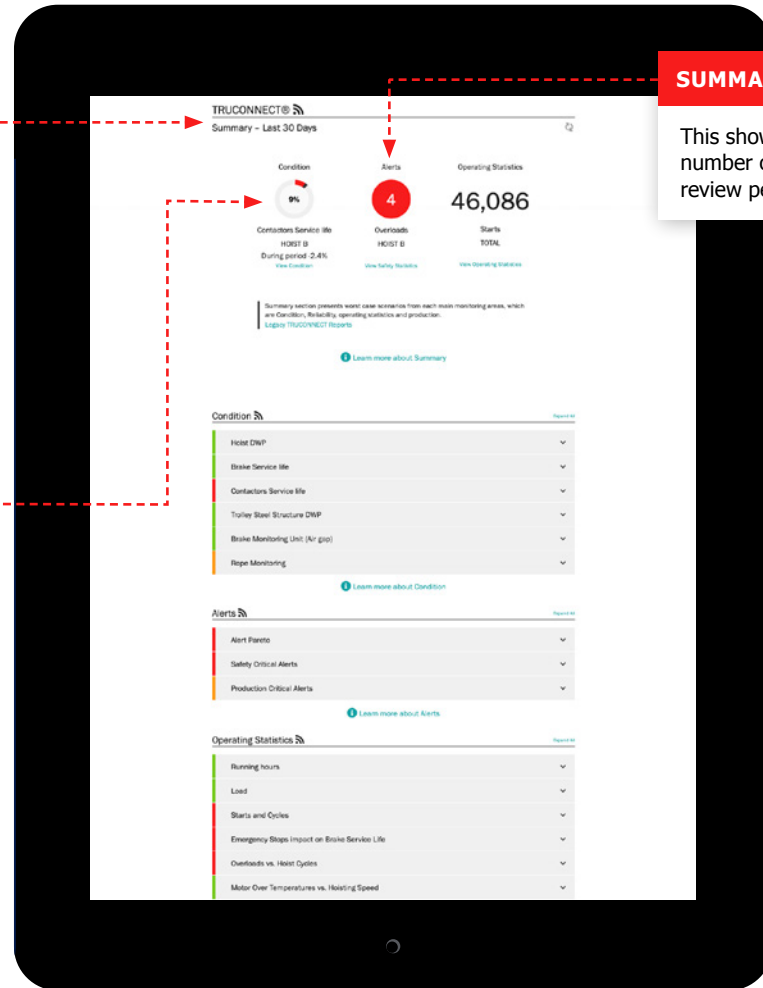 SUMMA
This show
number o
review pe
TRUCONNECT®
Summary – Last 30 Days
Condition
Alerts
Operating Statistics
9%
4
46,086
Contactors Service life
Overloads
Starts
HOIST B
HOIST B
TOTAL
During period -2.4%
View Condition
View Safety Statistics
View Operating Statistics
Summary section presents worst case scenarios from each main monitoring areas, which
are Condition, Reliability, operating statistics and production.
Legacy TRUCONNECT Reports
Learn more about Summary
Condition
Expand All
Hoist DWP
Brake Service life
Contactors Service life
Trolley Steel Structure DWP
Brake Monitoring Unit (Air gap)
Rope Monitoring
Learn more about Condition
Alerts
Expand All
Alert Pareto
Safety Critical Alerts
Production Critical Alerts
Learn more about Alerts
Operating Statistics
Expand All
Running hours
Load
Starts and Cycles
Emergency Stops Impact on Brake Service Life
Overloads vs. Hoist Cycles
Motor Over Temperatures vs. Hoisting Speed